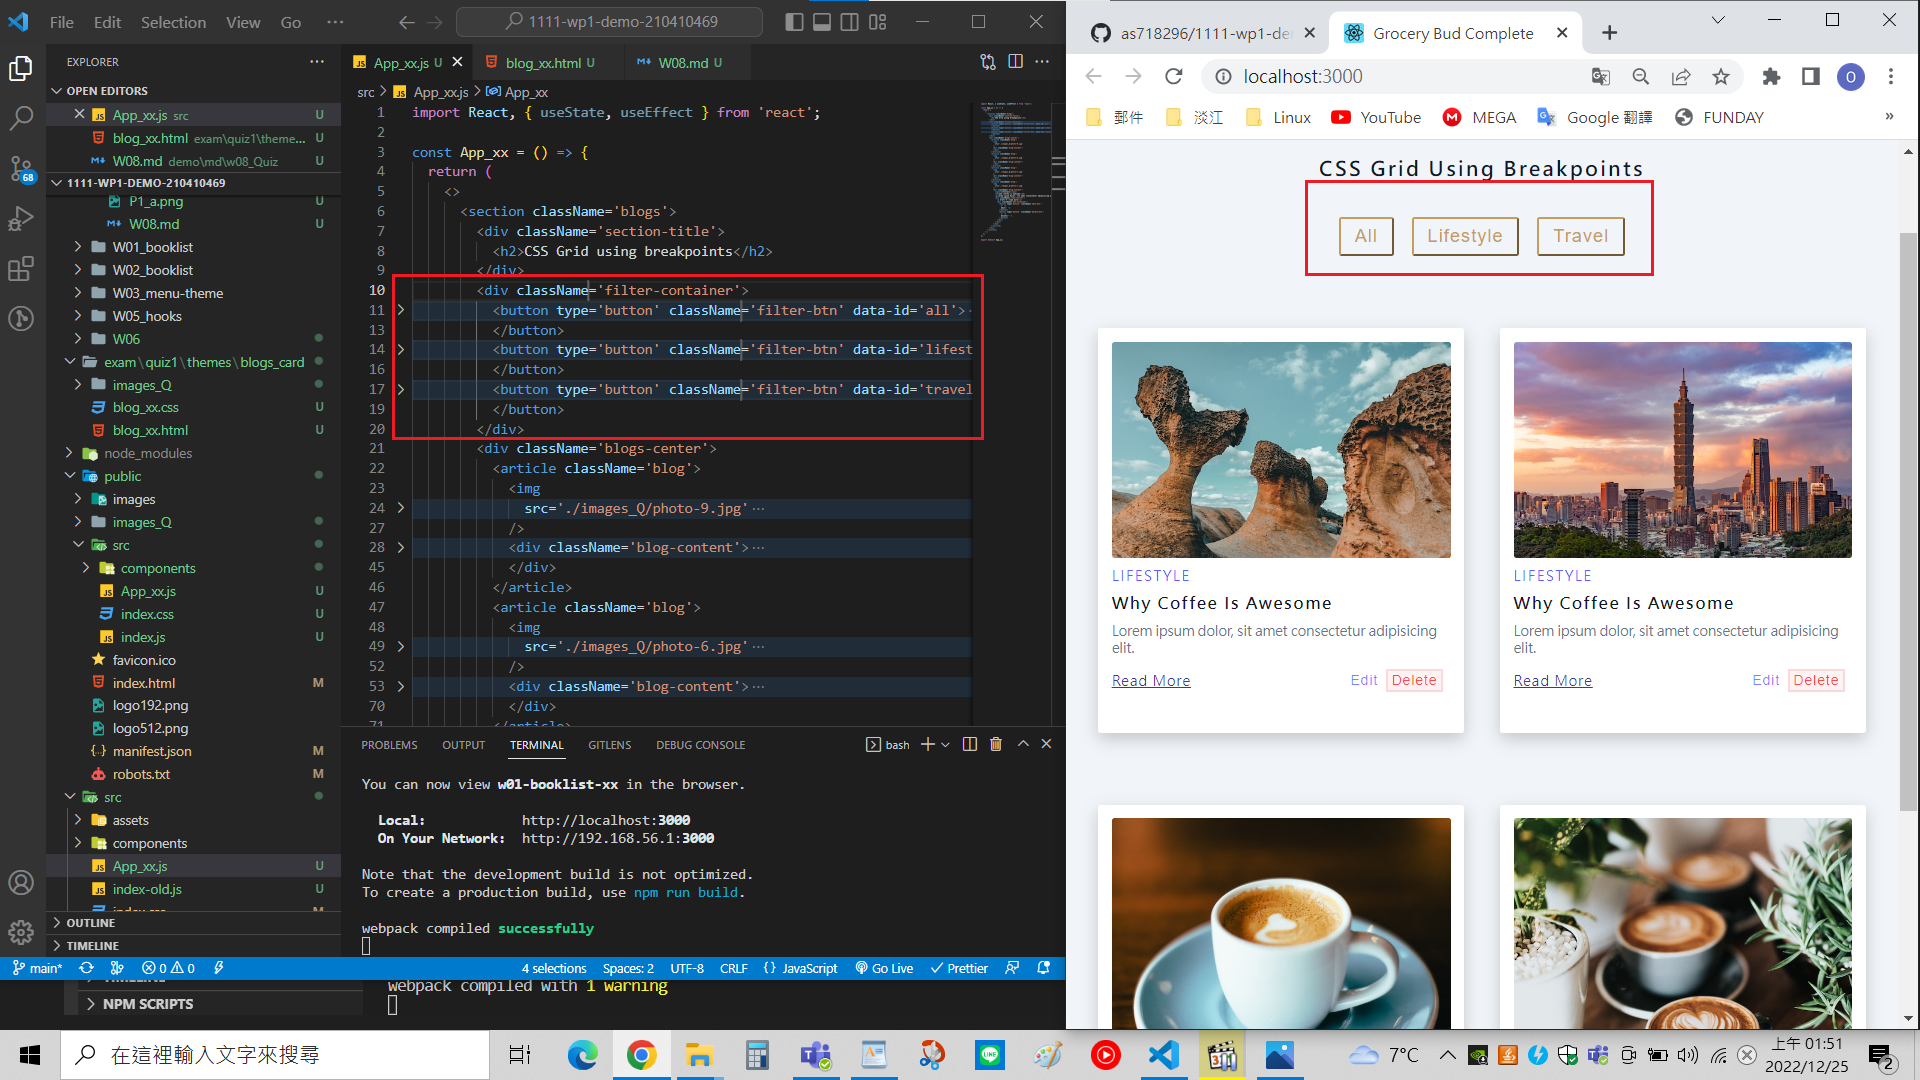 File Edit Selection View Go ··· 1111-wp1-demo-210410469
EXPLORER
OPEN EDITORS
App_xx.js src U
blog_xx.html exam\quiz1\theme... U
W08.md demo\md\w08_Quiz U
1111-WP1-DEMO-210410469
P1_a.png U
W08.md U
W01_booklist
W02_booklist
W03_menu-theme
W05_hooks
W06
exam\quiz1\themes\blogs_card
images_Q
blog_xx.css U
blog_xx.html U
node_modules
public
images
images_Q
src
components
App_xx.js U
index.css U
index.js U
favicon.ico
index.html M
logo192.png
logo512.png
manifest.json M
robots.txt M
src
assets
components
App_xx.js U
index-old.js U
OUTLINE
TIMELINE
68
App_xx.js U
blog_xx.html U
W08.md U
src > App_xx.js > App_xx
1 import React, { useState, useEffect } from 'react';
2
3 const App_xx = () => {
4 return (
5 <>
6 <section className='blogs'>
7 <div className='section-title'>
8 <h2>CSS Grid using breakpoints</h2>
9 </div>
10 <div className='filter-container'>
11 <button type='button' className='filter-btn' data-id='all'>
13 </button>
14 <button type='button' className='filter-btn' data-id='lifest
16 </button>
17 <button type='button' className='filter-btn' data-id='travel
19 </button>
20 </div>
21 <div className='blogs-center'>
22 <article className='blog'>
23 <img
24 src='./images_Q/photo-9.jpg'···
27 />
28 <div className='blog-content'>···
45 </div>
46 </article>
47 <article className='blog'>
48 <img
49 src='./images_Q/photo-6.jpg'···
52 />
53 <div className='blog-content'>···
70 </div>
71 </article>
PROBLEMS OUTPUT TERMINAL GITLENS DEBUG CONSOLE bash
You can now view w01-booklist-xx in the browser.
Local: http://localhost:3000
On Your Network: http://192.168.56.1:3000
Note that the development build is not optimized.
To create a production build, use npm run build.
webpack compiled successfully
main* 0 0 4 selections Spaces: 2 UTF-8 CRLF {} JavaScript Go Live Prettier
TIMELINE
NPM SCRIPTS
webpack compiled with 1 warning
as718296/1111-wp1-de
Grocery Bud Complete
localhost:3000
O
郵件 淡江 Linux YouTube MEGA Google 翻譯 FUNDAY »
CSS Grid Using Breakpoints
All Lifestyle Travel
LIFESTYLE
Why Coffee Is Awesome
Lorem ipsum dolor, sit amet consectetur adipisicing
elit.
Read More Edit Delete
LIFESTYLE
Why Coffee Is Awesome
Lorem ipsum dolor, sit amet consectetur adipisicing
elit.
Read More Edit Delete
在這裡輸入文字來搜尋
7°C
上午 01:51
2022/12/25
2